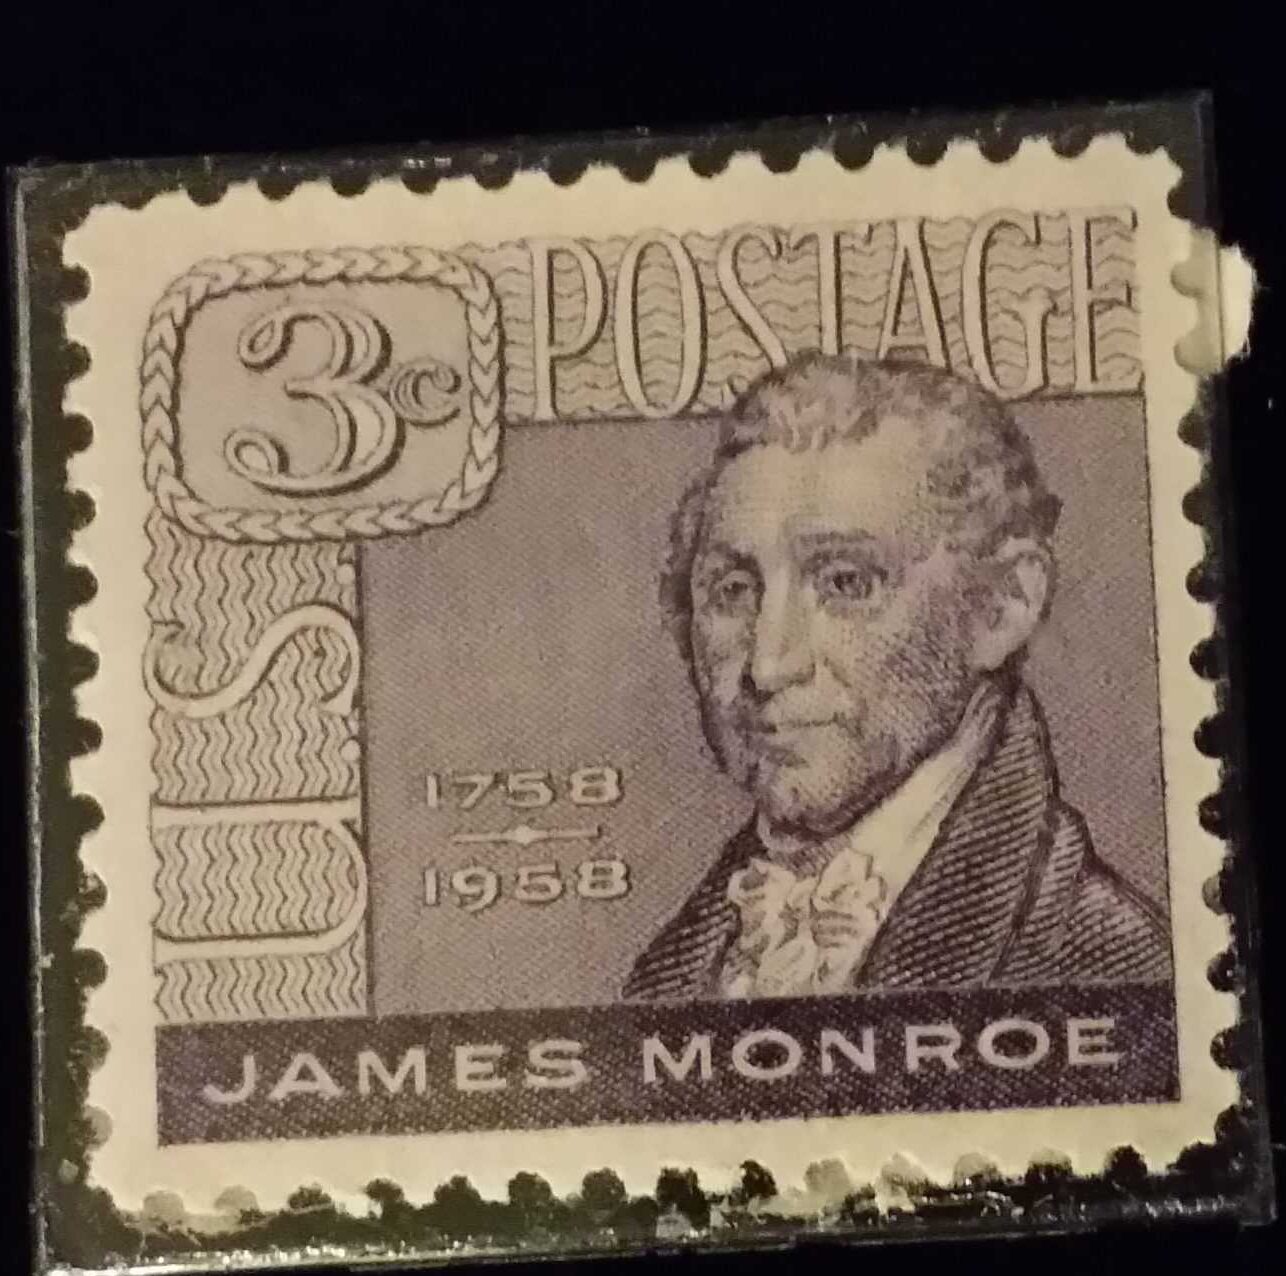 3c
POSTAGE
US
1758
1958
JAMES MONROE